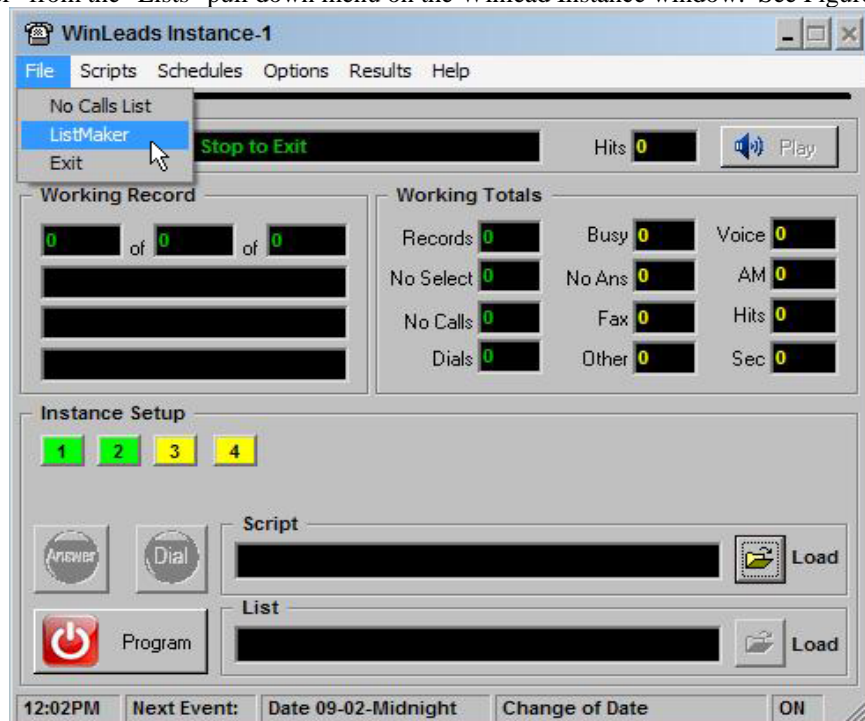 from the "Lists" pull down menu on the Winlead Instance window. See Figure
WinLeads Instance-1
File Scripts Schedules Options Results Help
No Calls List
ListMaker
Exit
Stop to Exit
Hits 0
Play
Working Record
0 of 0 of 0
Working Totals
Records 0 Busy 0 Voice 0
No Select 0 No Ans 0 AM 0
No Calls 0 Fax 0 Hits 0
Dials 0 Other 0 Sec 0
Instance Setup
1 2 3 4
Answer Dial
Script
Load
Program
List
Load
12:02PM Next Event: Date 09-02-Midnight Change of Date ON